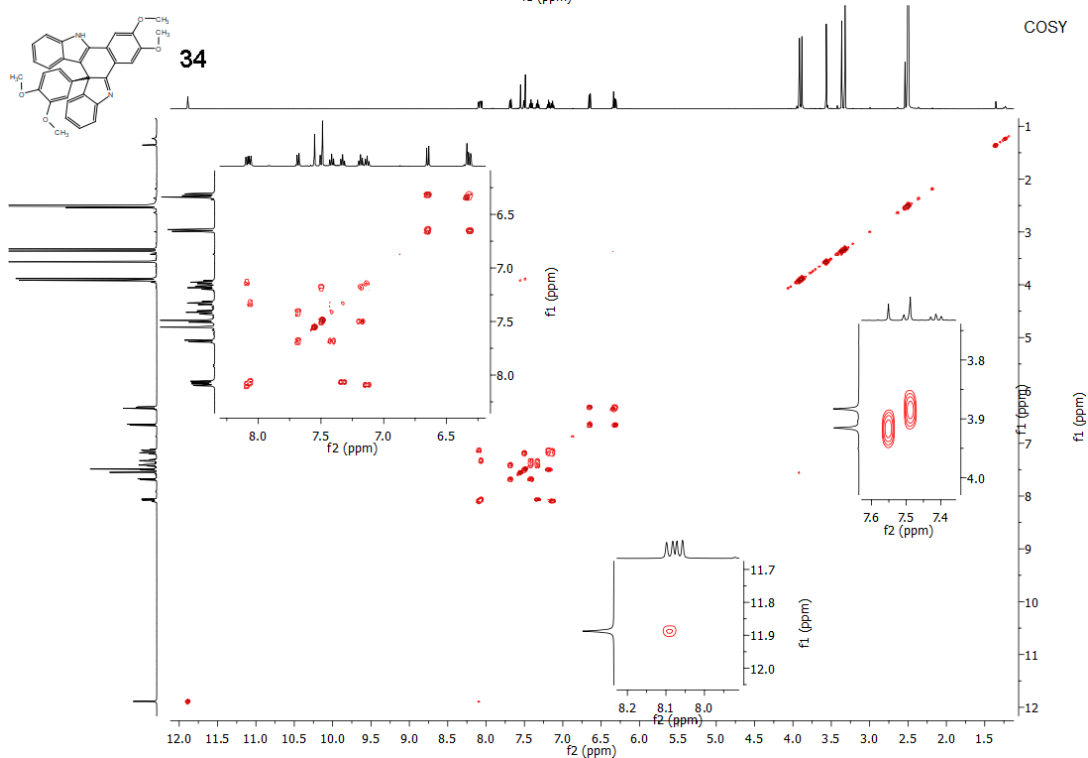 f1 (ppm)
COSY
34
CH₃
O
NH
O
CH₃
H₃C
O
O
N
CH₃
6.5
7.0
7.5
8.0
f1 (ppm)
8.0 7.5 7.0 6.5
f2 (ppm)
3.8
3.9
4.0
f1 (ppm)
7.6 7.5 7.4
f2 (ppm)
11.7
11.8
11.9
12.0
f1 (ppm)
8.2 8.1 8.0
f2 (ppm)
1
2
3
4
5
6
7
8
9
10
11
12
f1 (ppm)
12.0 11.5 11.0 10.5 10.0 9.5 9.0 8.5 8.0 7.5 7.0 6.5 6.0 5.5 5.0 4.5 4.0 3.5 3.0 2.5 2.0 1.5
f2 (ppm)